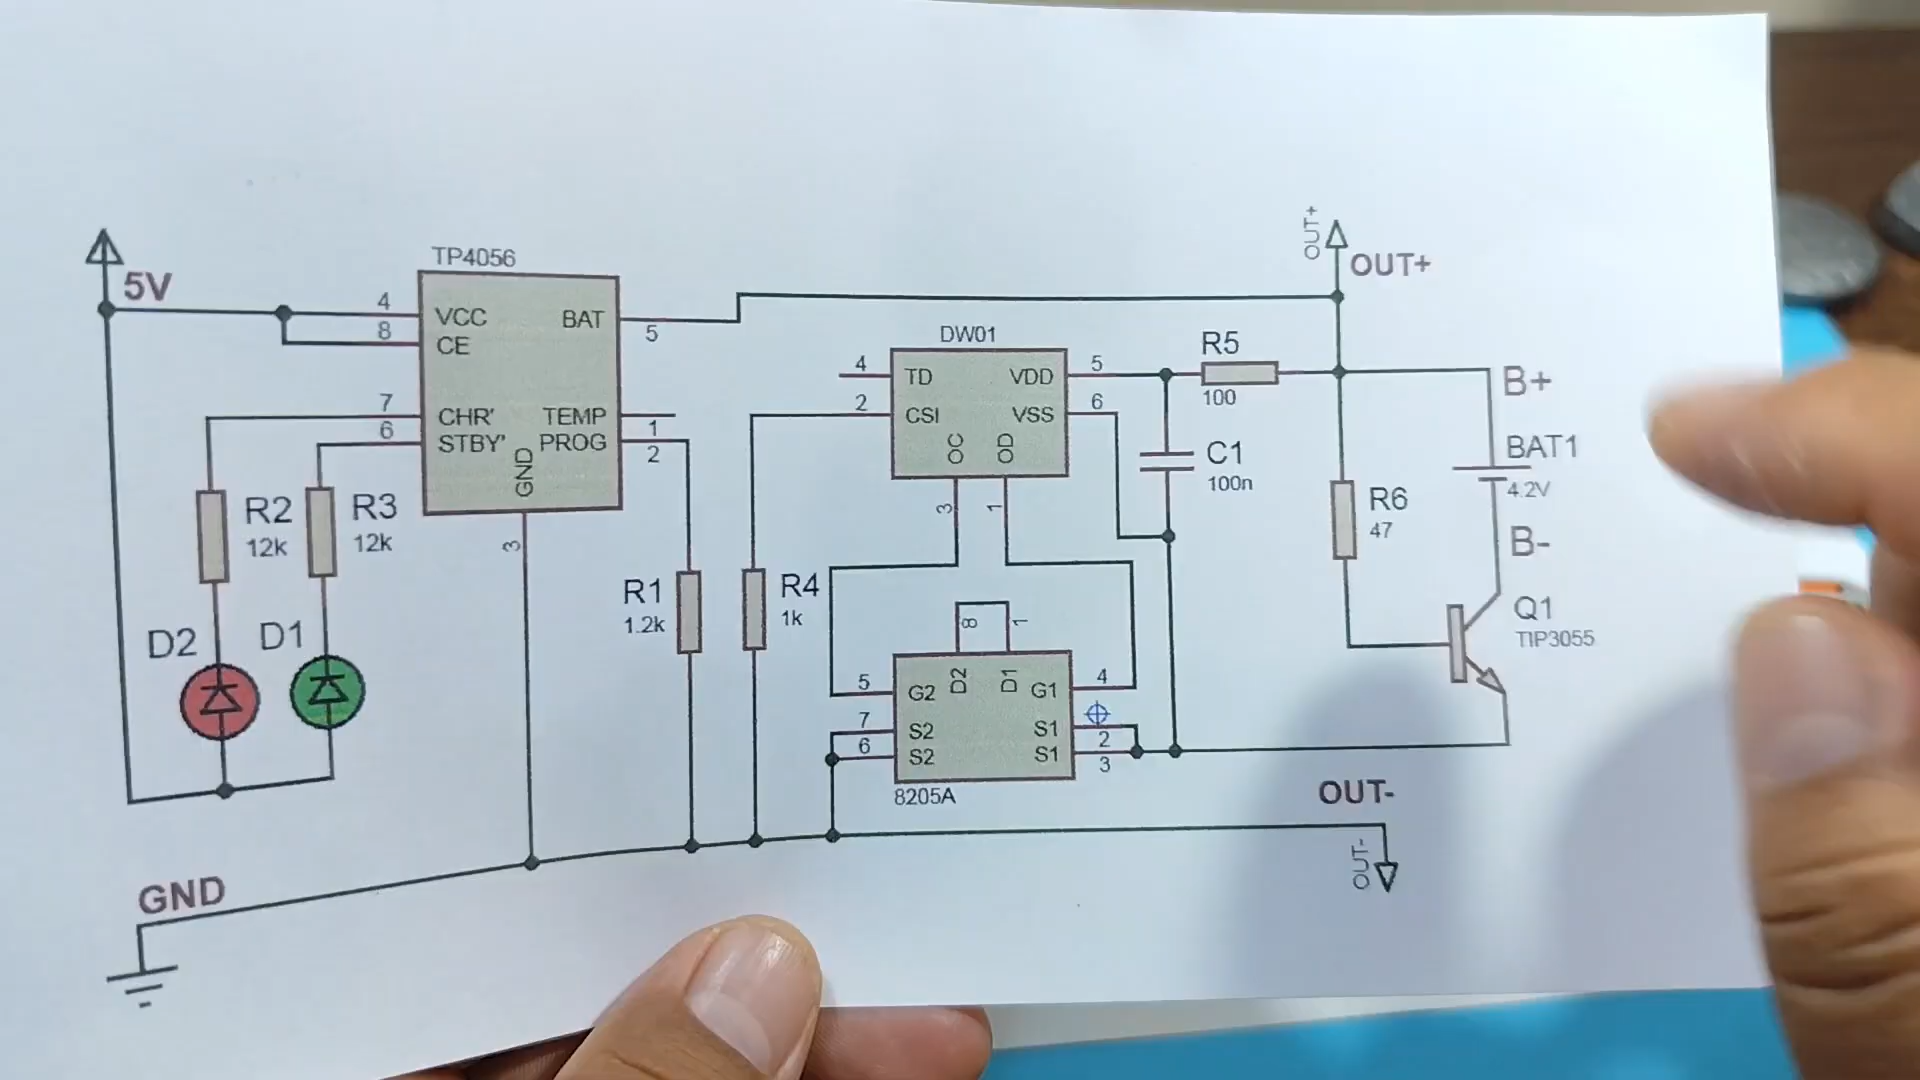 TP4056
5V
4
VCC
8
CE
BAT
5
7
CHR'
6
STBY'
TEMP
1
PROG
2
GND
3
R2
12k
R3
12k
D2
D1
R1
1.2k
R4
1k
GND
DW01
4
TD
2
CSI
VDD
5
VSS
6
OC
OD
3
1
R5
100
C1
100n
8
1
D2
D1
5
G2
G1
4
7
S2
S1
2
6
S2
S1
3
8205A
OUT+
OUT+
B+
BAT1
4.2V
B-
R6
47
Q1
TIP3055
OUT-
OUT-